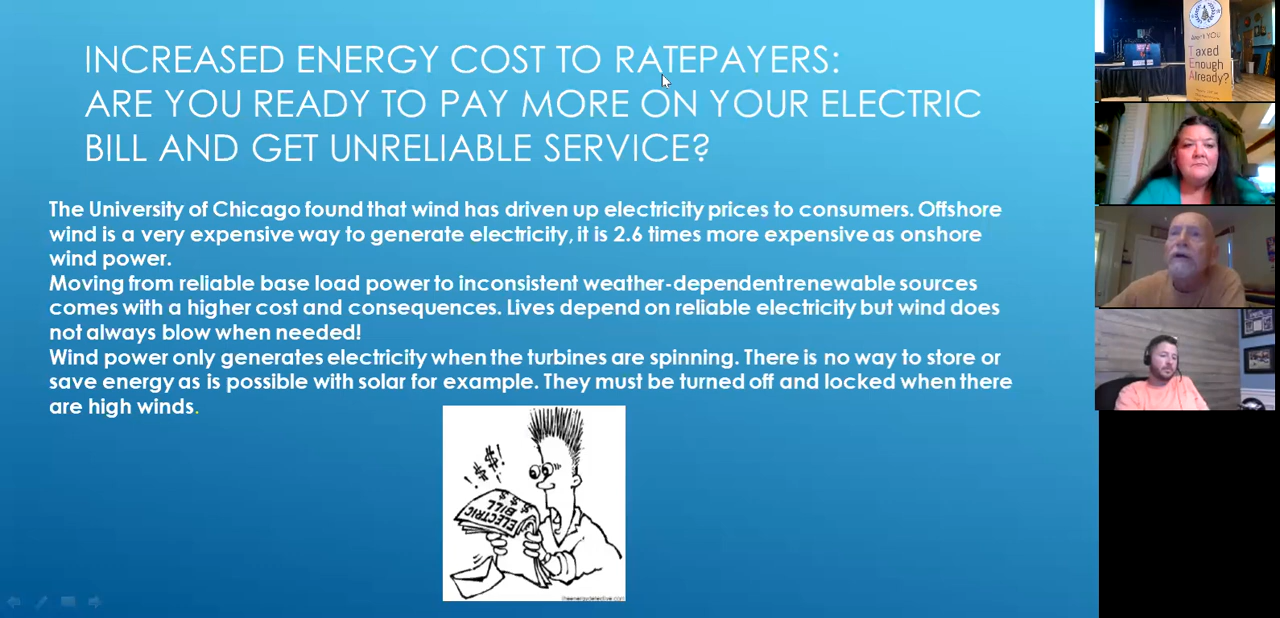 INCREASED ENERGY COST TO RATEPAYERS:
ARE YOU READY TO PAY MORE ON YOUR ELECTRIC
BILL AND GET UNRELIABLE SERVICE?
The University of Chicago found that wind has driven up electricity prices to consumers. Offshore
wind is a very expensive way to generate electricity, it is 2.6 times more expensive as onshore
wind power.
Moving from reliable base load power to inconsistent weather-dependent renewable sources
comes with a higher cost and consequences. Lives depend on reliable electricity but wind does
not always blow when needed!
Wind power only generates electricity when the turbines are spinning. There is no way to store or
save energy as is possible with solar for example. They must be turned off and locked when there
are high winds.
!$$!
$ $ $
ELECTRIC
BILL
Taxed
Enough
Already?